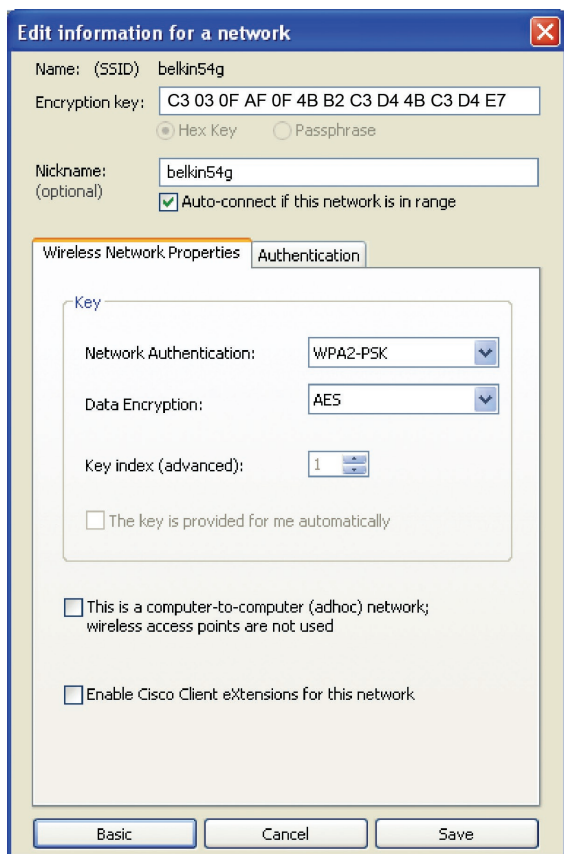 Edit information for a network
Name: (SSID) belkin54g
Encryption key: C3 03 0F AF 0F 4B B2 C3 D4 4B C3 D4 E7
Hex Key Passphrase
Nickname: belkin54g
(optional)
Auto-connect if this network is in range
Wireless Network Properties Authentication
Key
Network Authentication: WPA2-PSK
Data Encryption: AES
Key index (advanced): 1
The key is provided for me automatically
This is a computer-to-computer (adhoc) network;
wireless access points are not used
Enable Cisco Client eXtensions for this network
Basic Cancel Save